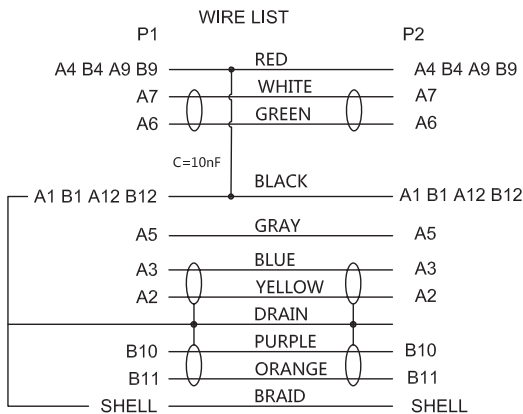 WIRE LIST
P1 P2
A4 B4 A9 B9 RED A4 B4 A9 B9
A7 WHITE A7
A6 GREEN A6
C=10nF
A1 B1 A12 B12 BLACK A1 B1 A12 B12
A5 GRAY A5
A3 BLUE A3
A2 YELLOW A2
DRAIN
B10 PURPLE B10
B11 ORANGE B11
SHELL BRAID SHELL